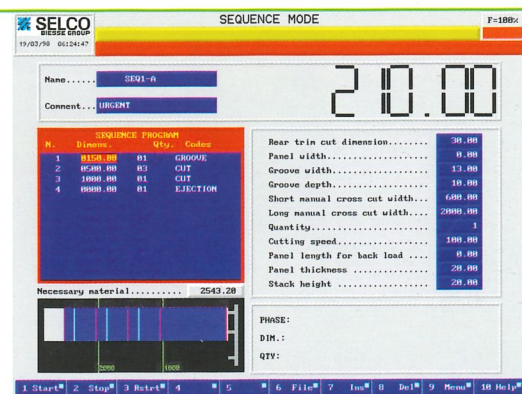 SELCO
BIESSE GROUP
19/03/98 06:24:47
SEQUENCE MODE
F=100%
Name...... SEQ1-A
Comment... URGENT
20.00
SEQUENCE PROGRAM
N. Dimens. Qty. Codes
1 0150.00 01 GROOVE
2 0500.00 03 CUT
3 1000.00 01 CUT
4 0000.00 01 EJECTION
Necessary material.......... 2543.20
2000 1000
Rear trim cut dimension........ 30.00
Panel width.................... 0.00
Groove width................... 13.00
Groove depth................... 10.00
Short manual cross cut width... 600.00
Long manual cross cut width.... 2000.00
Quantity....................... 1
Cutting speed.................. 100.00
Panel length for back load .... 0.00
Panel thickness ............... 20.00
Stack height .................. 20.00
PHASE:
DIM.:
QTY:
1 Start 2 Stop 3 Rstrt 4 5 6 File 7 Ins 8 Del 9 Menu 10 Help